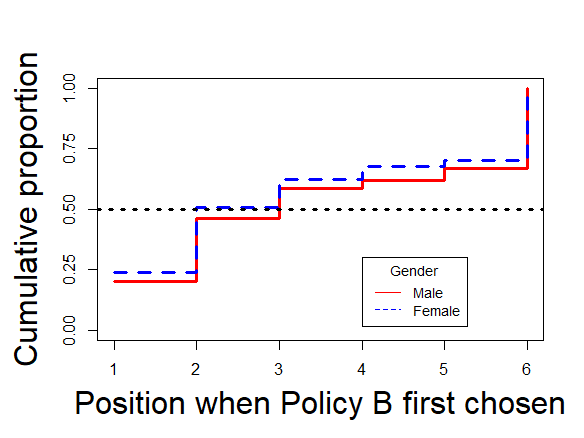 Cumulative proportion
1.00
0.75
0.50
0.25
0.00
Gender
Male
Female
1 2 3 4 5 6
Position when Policy B first chosen